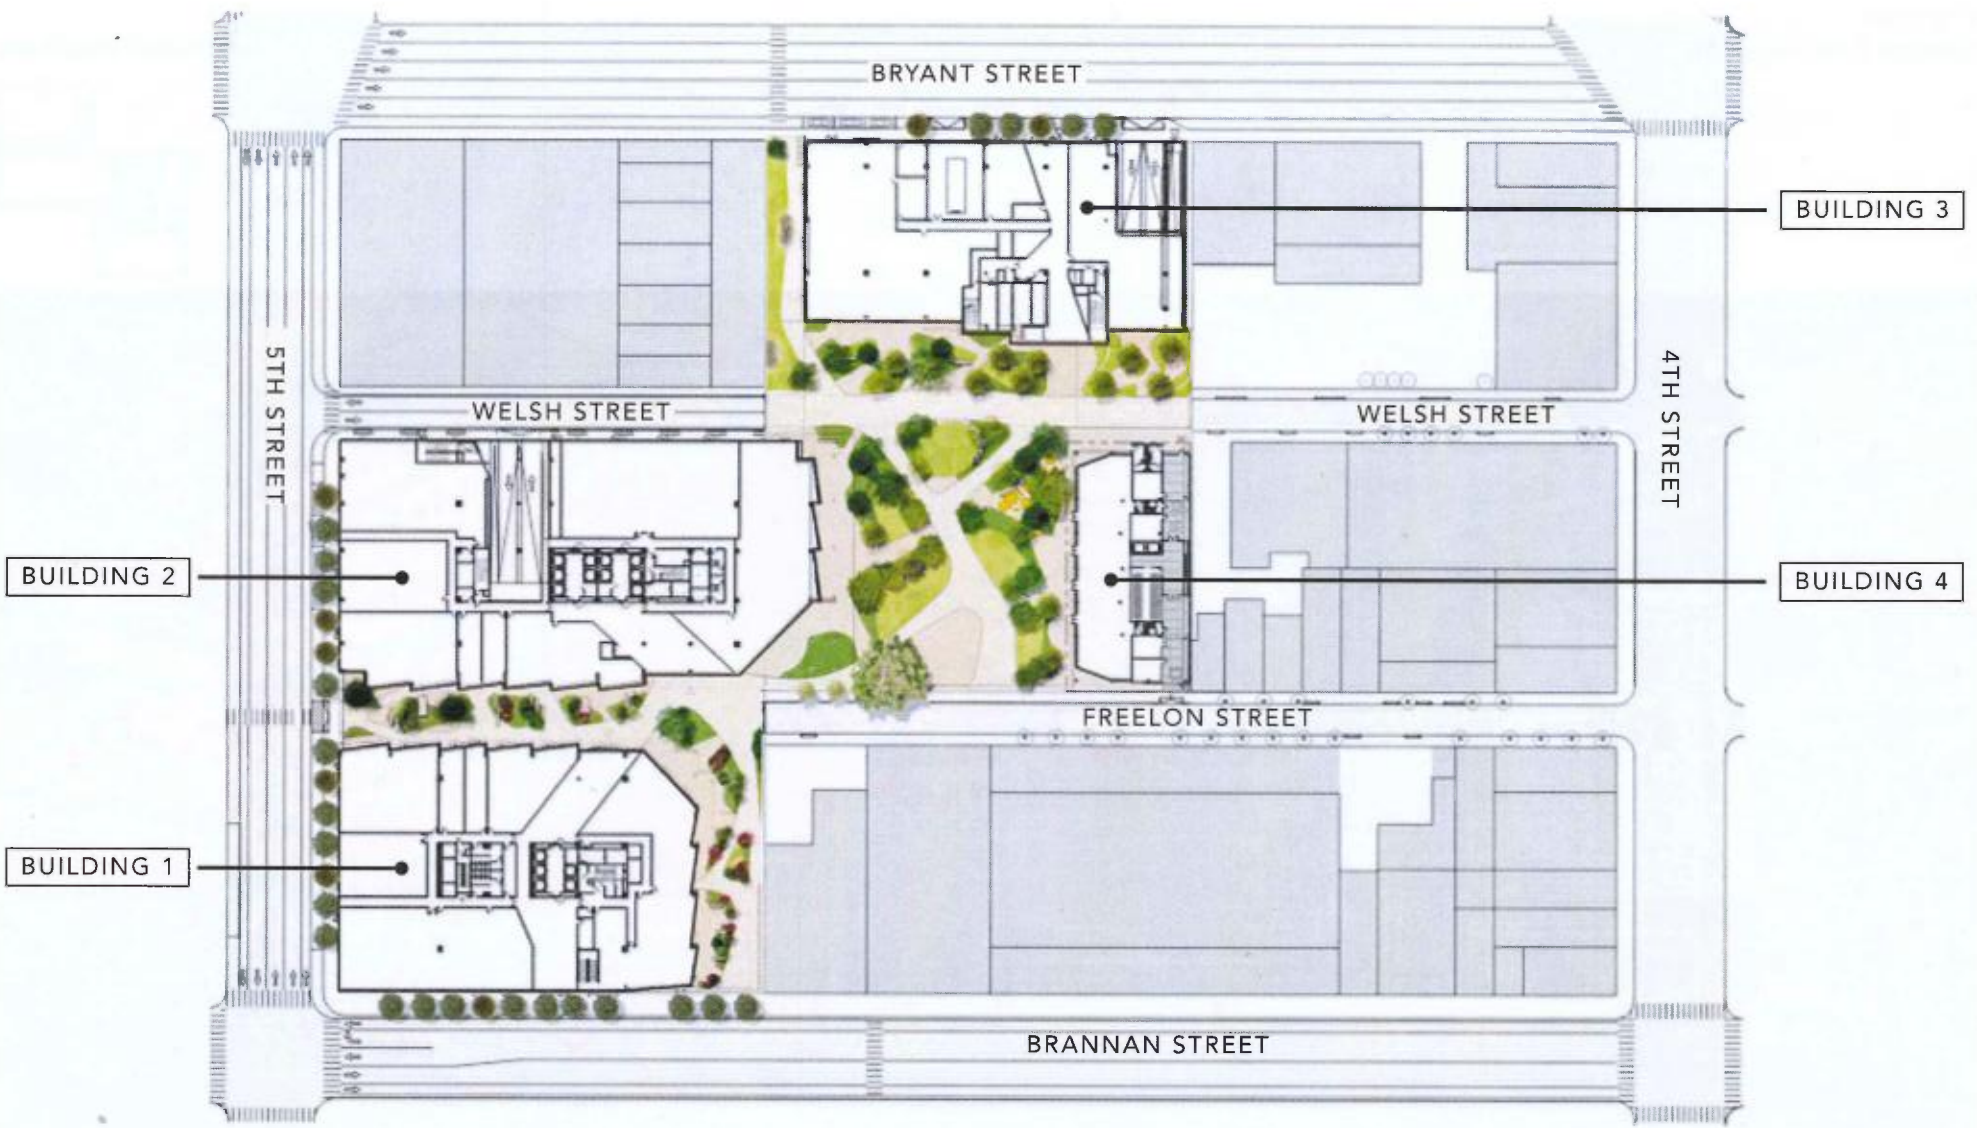 BRYANT STREET
BUILDING 3
5TH STREET
4TH STREET
WELSH STREET
WELSH STREET
BUILDING 2
BUILDING 4
FREELON STREET
BUILDING 1
BRANNAN STREET